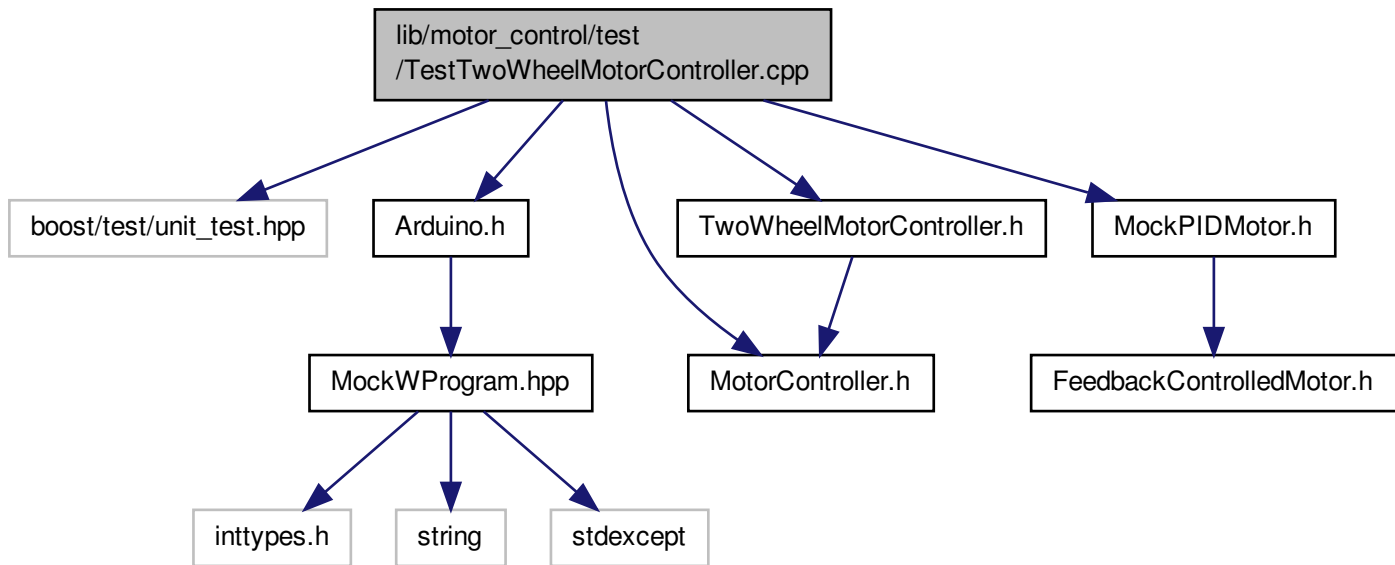 lib/motor_control/test
/TestTwoWheelMotorController.cpp
boost/test/unit_test.hpp
Arduino.h
TwoWheelMotorController.h
MockPIDMotor.h
MockWProgram.hpp
MotorController.h
FeedbackControlledMotor.h
inttypes.h
string
stdexcept